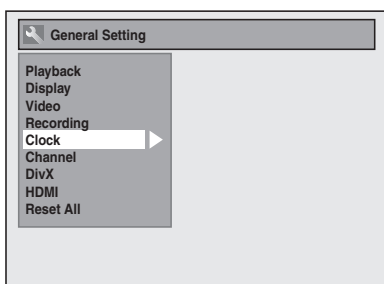 General Setting
Playback
Display
Video
Recording
Clock
Channel
DivX
HDMI
Reset All